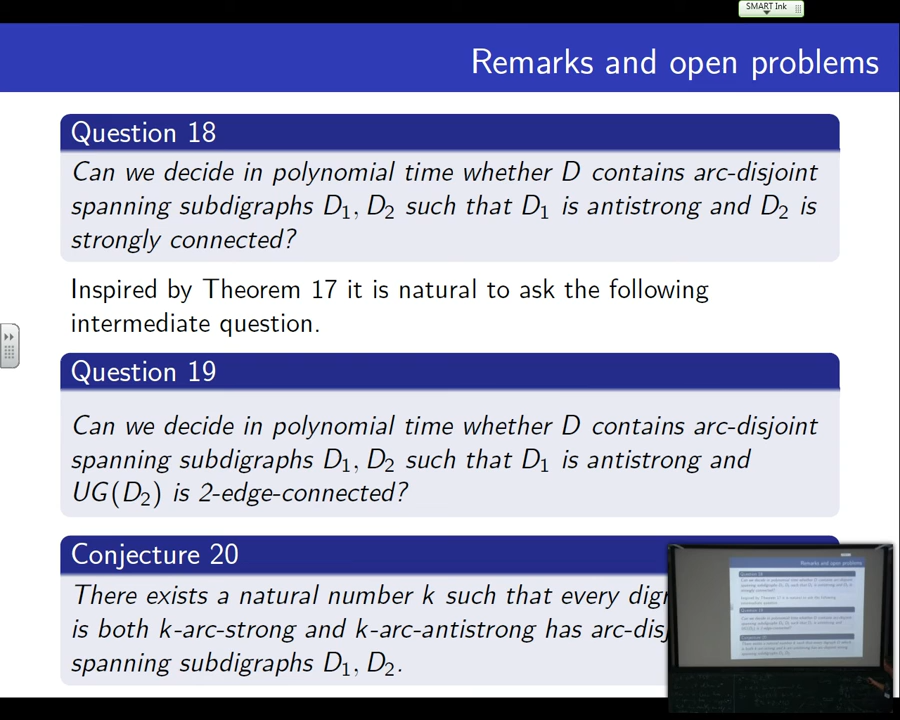 SMART Ink
Remarks and open problems
Question 18
Can we decide in polynomial time whether D contains arc-disjoint
spanning subdigraphs D₁, D₂ such that D₁ is antistrong and D₂ is
strongly connected?
Inspired by Theorem 17 it is natural to ask the following
intermediate question.
Question 19
Can we decide in polynomial time whether D contains arc-disjoint
spanning subdigraphs D₁, D₂ such that D₁ is antistrong and
UG(D₂) is 2-edge-connected?
Conjecture 20
There exists a natural number k such that every
is both k-arc-strong and k-arc-antistrong has
spanning subdigraphs D₁, D₂.
Remarks and open problems